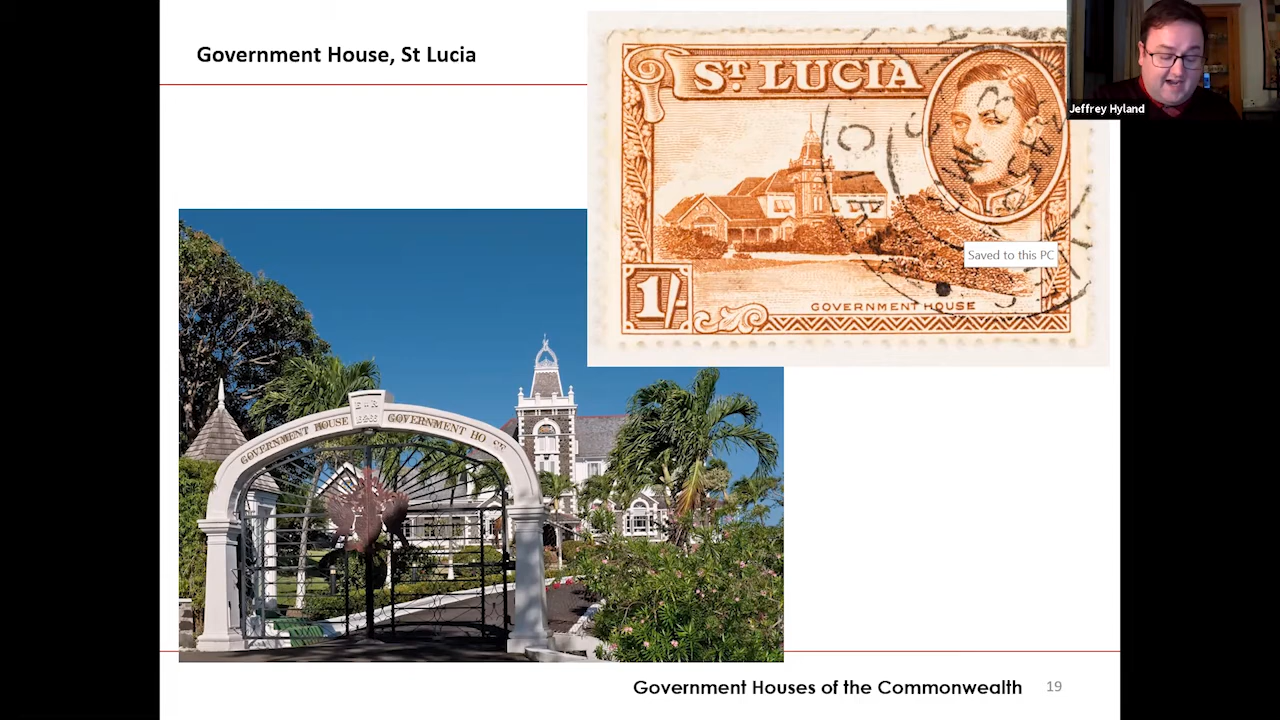 Government House, St Lucia
ST LUCIA
Jeffrey Hyland
Saved to this PC
1/
GOVERNMENT HOUSE
E R
GOVERNMENT HOUSE GOVERNMENT HO SE
Government Houses of the Commonwealth 19